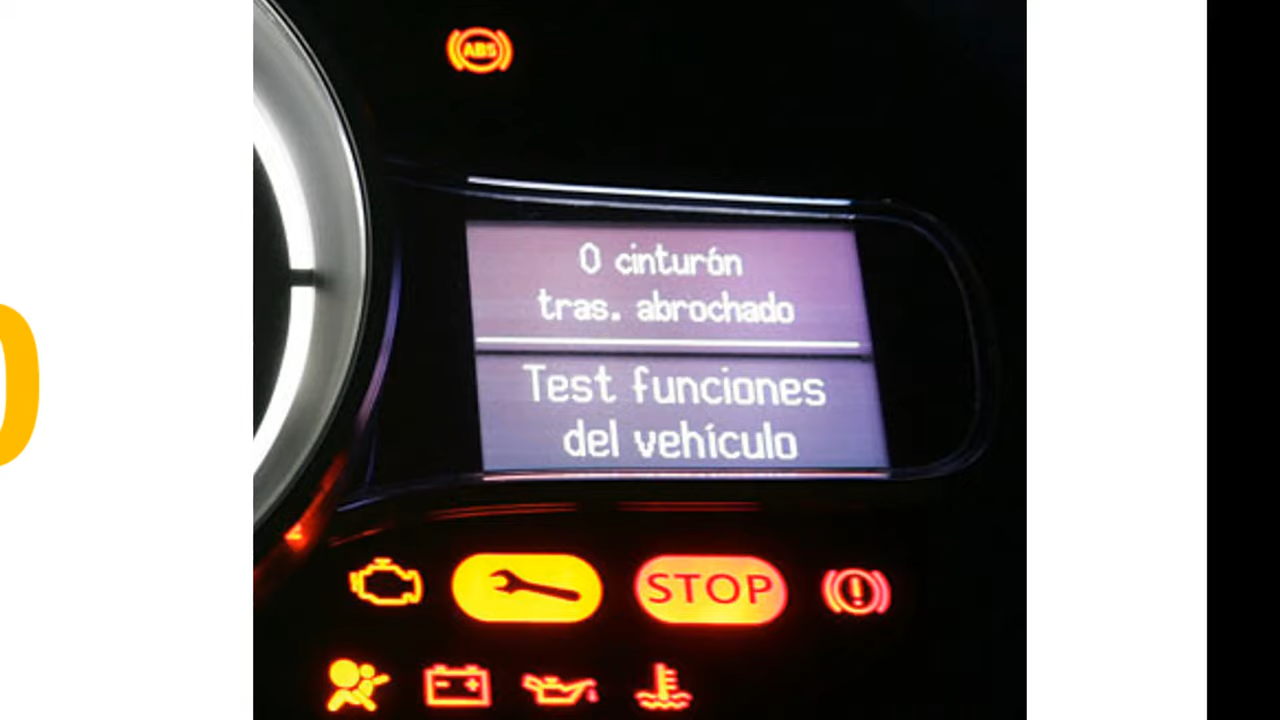 ABS
0 cinturón
tras. abrochado
Test funciones
del vehículo
STOP